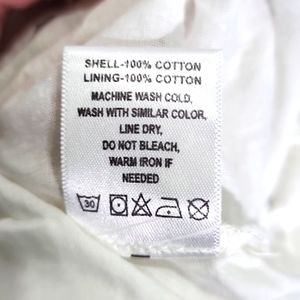 SHELL-100% COTTON
LINING-100% COTTON
MACHINE WASH COLD,
WASH WITH SIMILAR COLOR,
LINE DRY,
DO NOT BLEACH,
WARM IRON IF
NEEDED
30